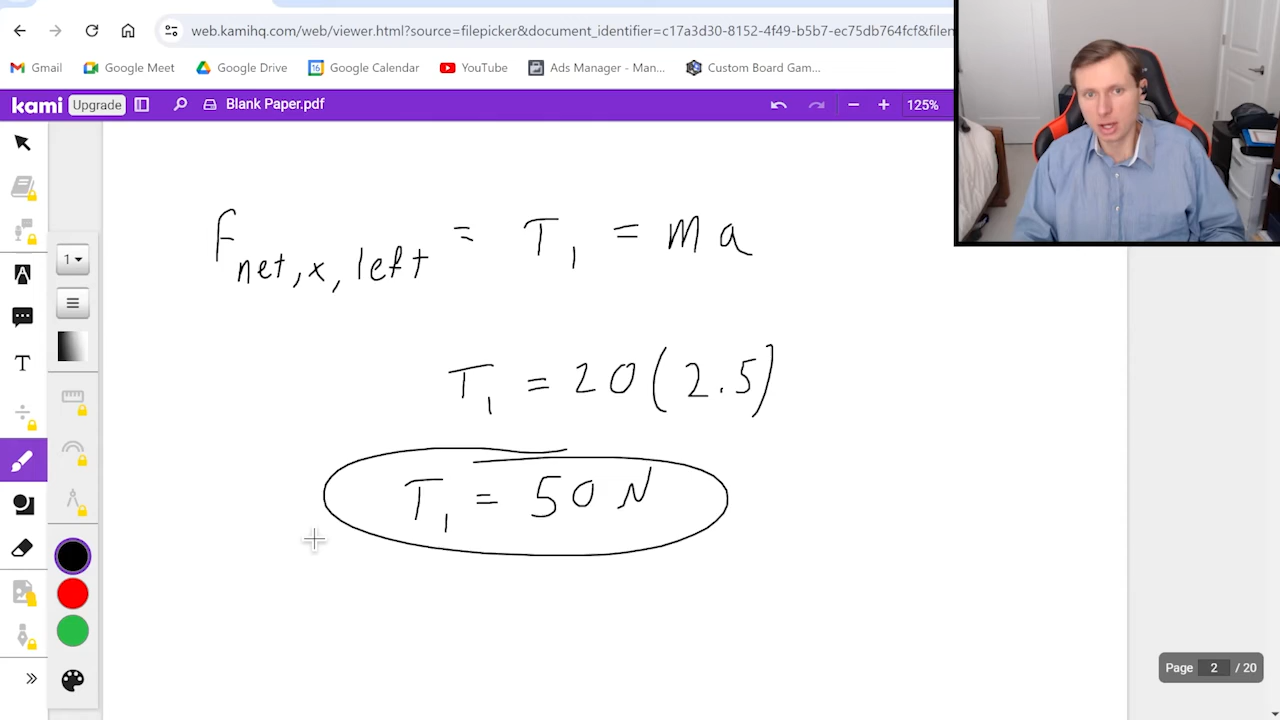 web.kamihq.com/web/viewer.html?source=filepicker&document_identifier=c17a3d30-8152-4f49-b5b7-ec75db764fcf&filen
Gmail Google Meet Google Drive 16 Google Calendar YouTube Ads Manager - Man... Custom Board Gam...
kami Upgrade Blank Paper.pdf 125%
F net,x,left = T₁ = ma
1
A
T₁ = 20(2.5)
T
T₁ = 50 N
Page 2 / 20